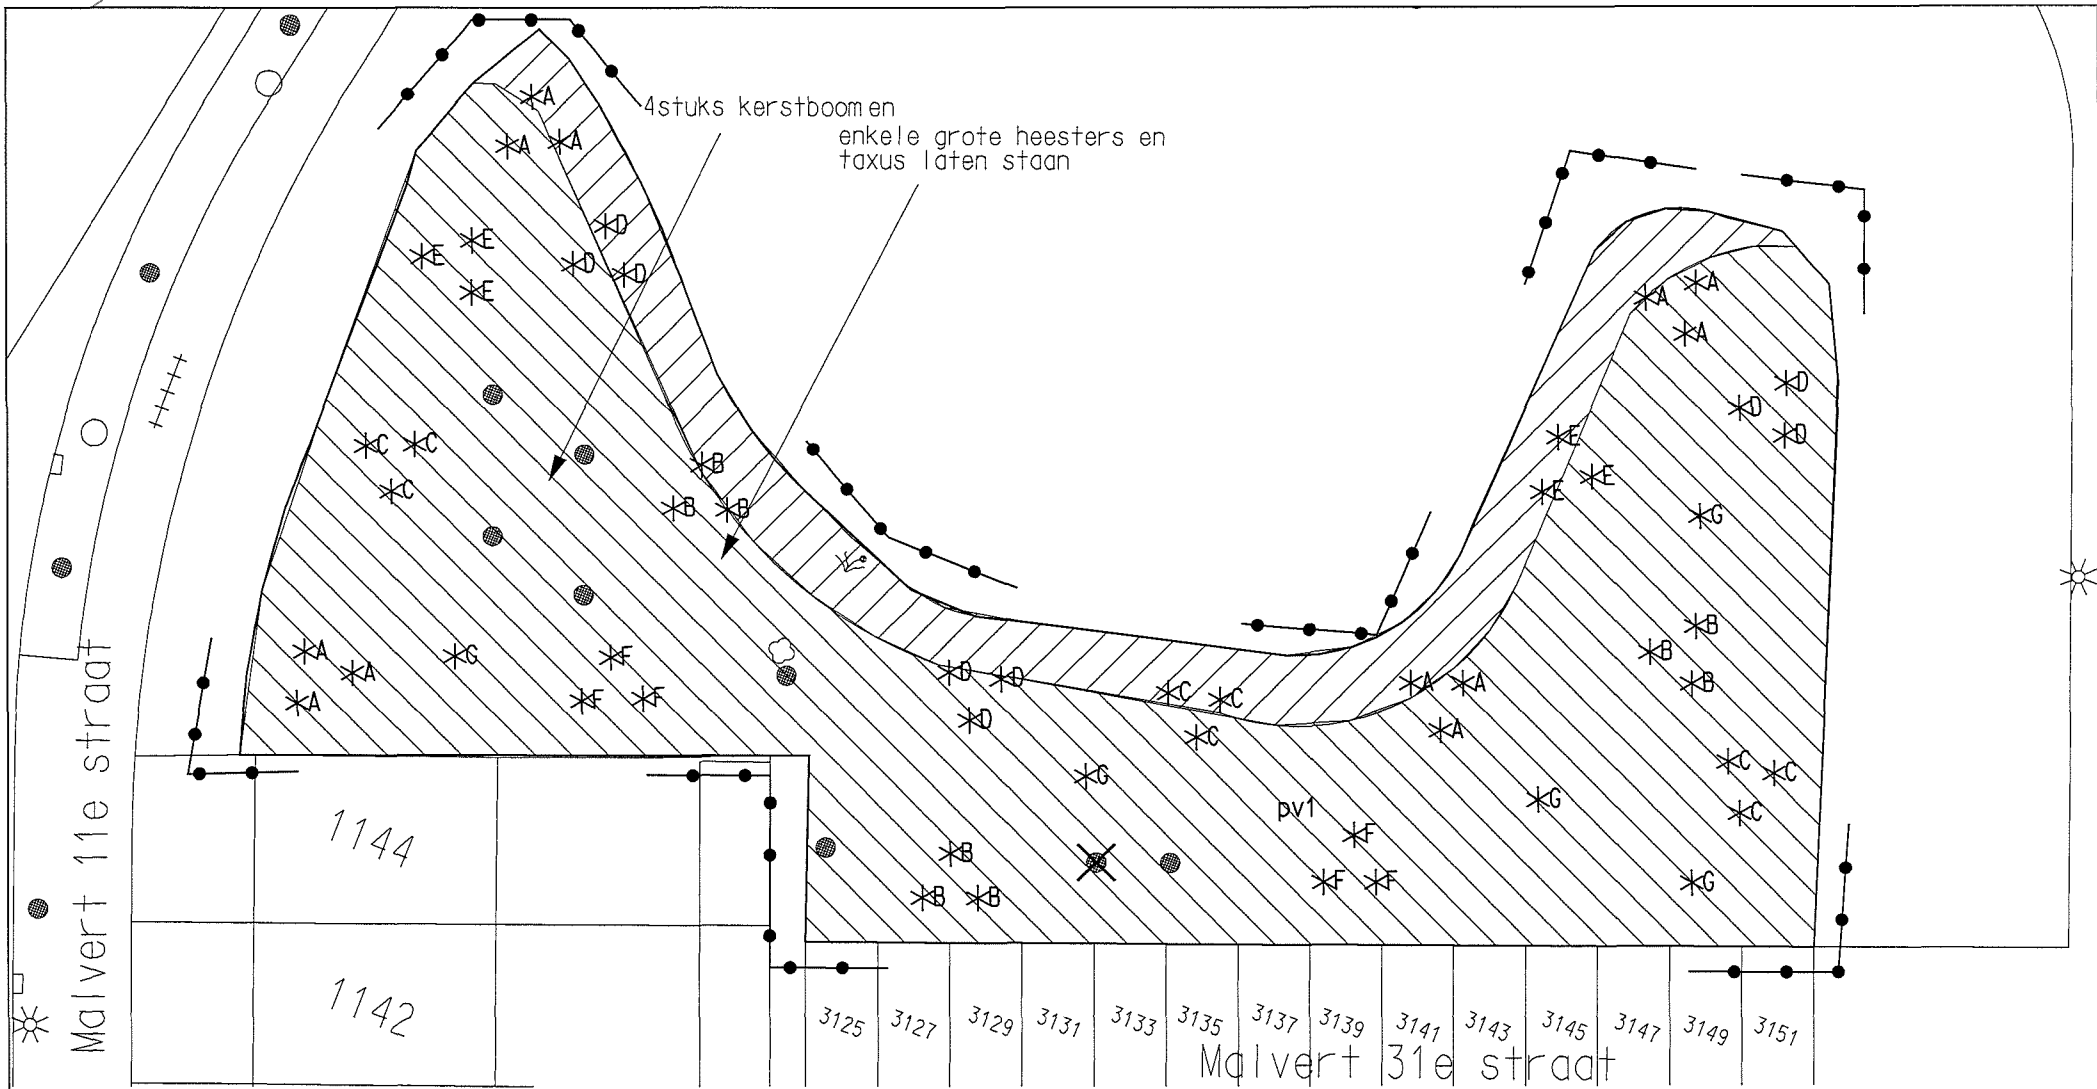 4stuks kerstboomen
enkele grote heesters en
taxus laten staan
A
A A
D
E D D
E
E
A A
A
D
D
D
C C
C
B
B B
E
E
E
G
A
A
A
G
F
F F
D D
D
C C
C
A A
A
B
B
B
G
G
C
C
C
pv1
F
F F
B
B B
G
Malvert 11e straat
1144
1142
3125 3127 3129 3131 3133 3135 3137 3139 3141 3143 3145 3147 3149 3151
Malvert 31e straat